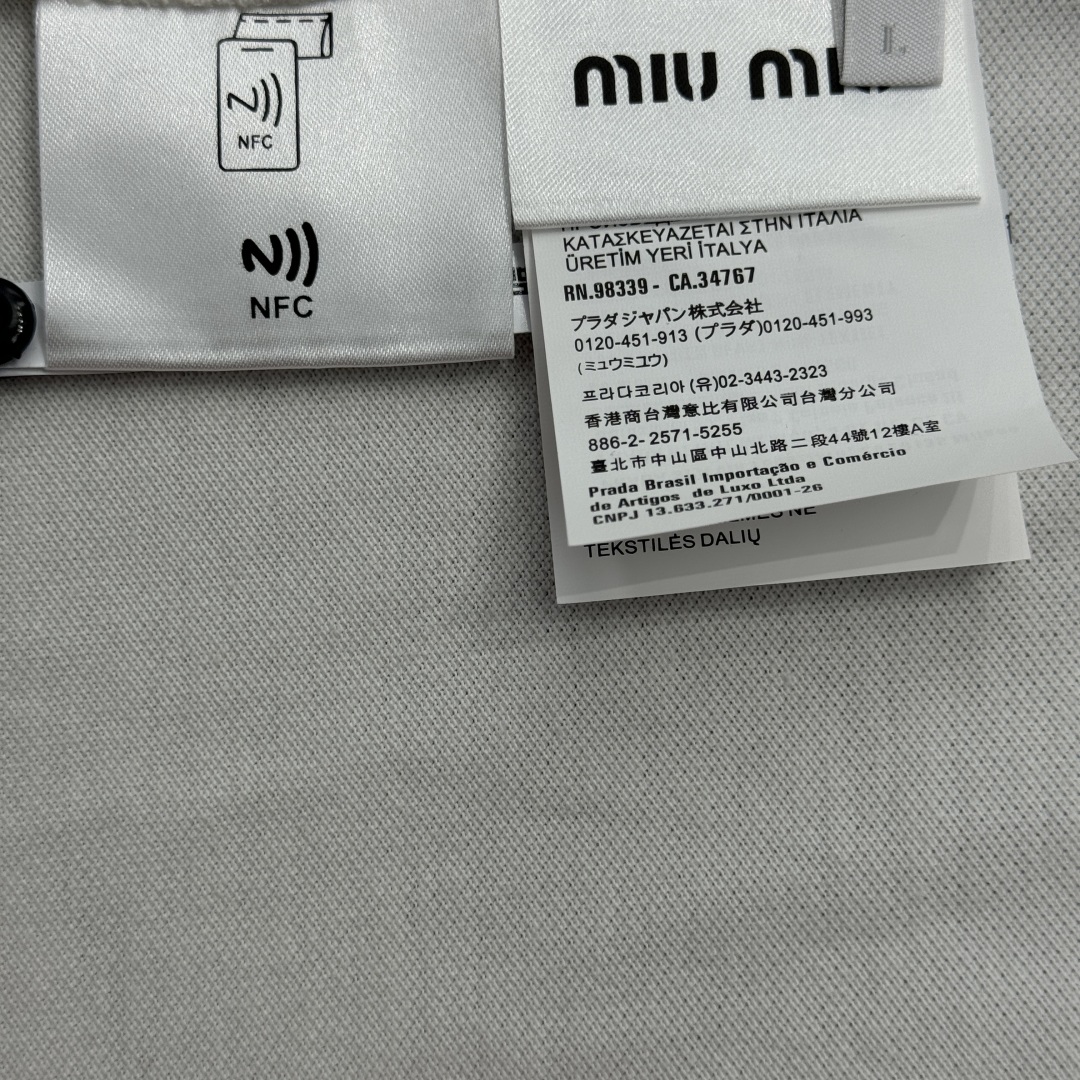 NFC
NFC
miu
L
ΚΑΤΑΣΚΕΥΑΖΕΤΑΙ ΣΤΗΝ ΙΤΑΛΙΑ
ÜRETİM YERİ İTALYA
RN.98339 - CA.34767
プラダジャパン株式会社
0120-451-913 (プラダ)0120-451-993
(ミュウミュウ)
프라다코리아 (유)02-3443-2323
香港商台灣意比有限公司台灣分公司
886-2-2571-5255
臺北市中山區中山北路二段44號12樓A室
Prada Brasil Importação e Comércio
de Artigos de Luxo Ltda
CNPJ 13.633.271/0001-26
TEKSTILĖS DALIŲ